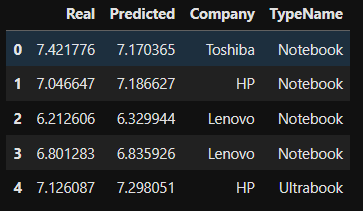 Real Predicted Company TypeName
0 7.421776 7.170365 Toshiba Notebook
1 7.046647 7.186627 HP Notebook
2 6.212606 6.329944 Lenovo Notebook
3 6.801283 6.835926 Lenovo Notebook
4 7.126087 7.298051 HP Ultrabook